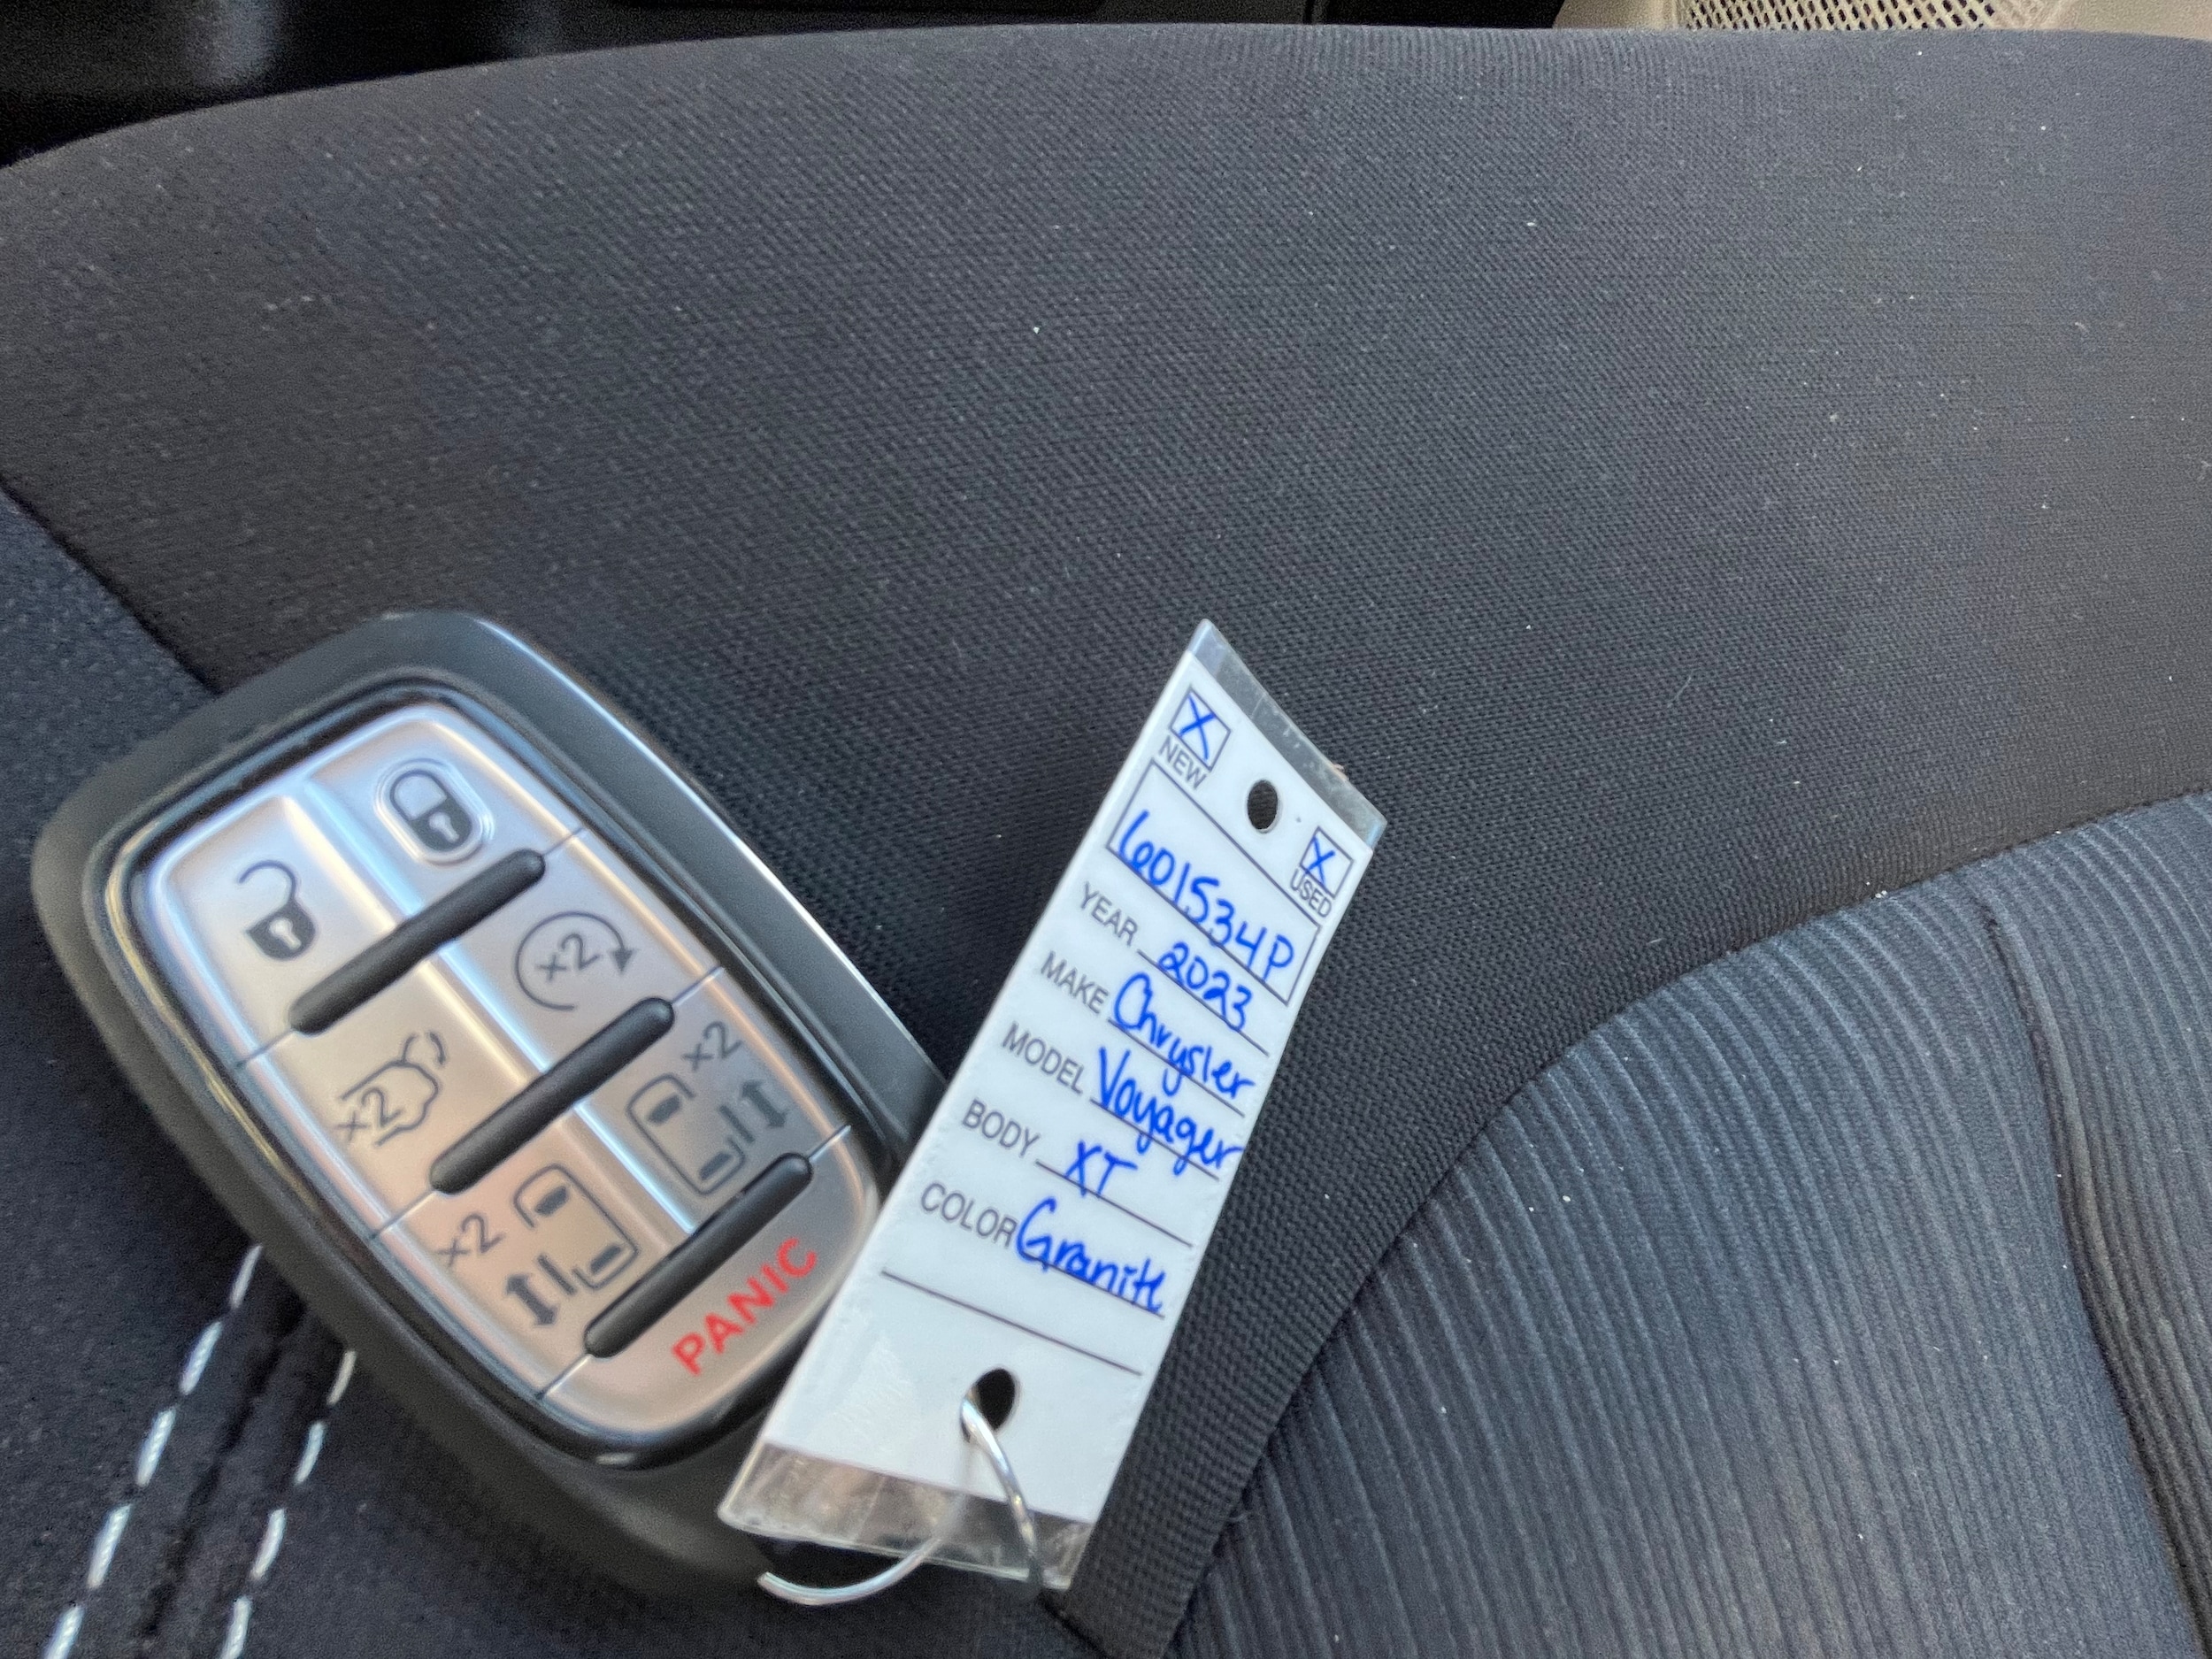 x2
x2
x2
x2
PANIC
X
NEW
X
USED
601534P
YEAR 2023
MAKE Chrysler
MODEL Voyager
BODY XT
COLOR Granite